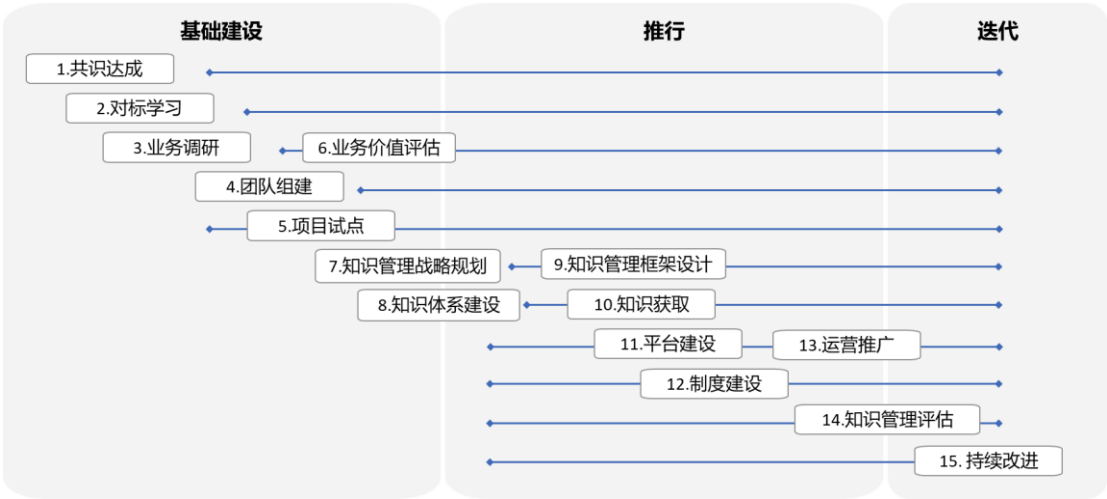 基础建设
推行
迭代
1.共识达成
2.对标学习
3.业务调研
6.业务价值评估
4.团队组建
5.项目试点
7.知识管理战略规划
9.知识管理框架设计
8.知识体系建设
10.知识获取
11.平台建设
13.运营推广
12.制度建设
14.知识管理评估
15. 持续改进